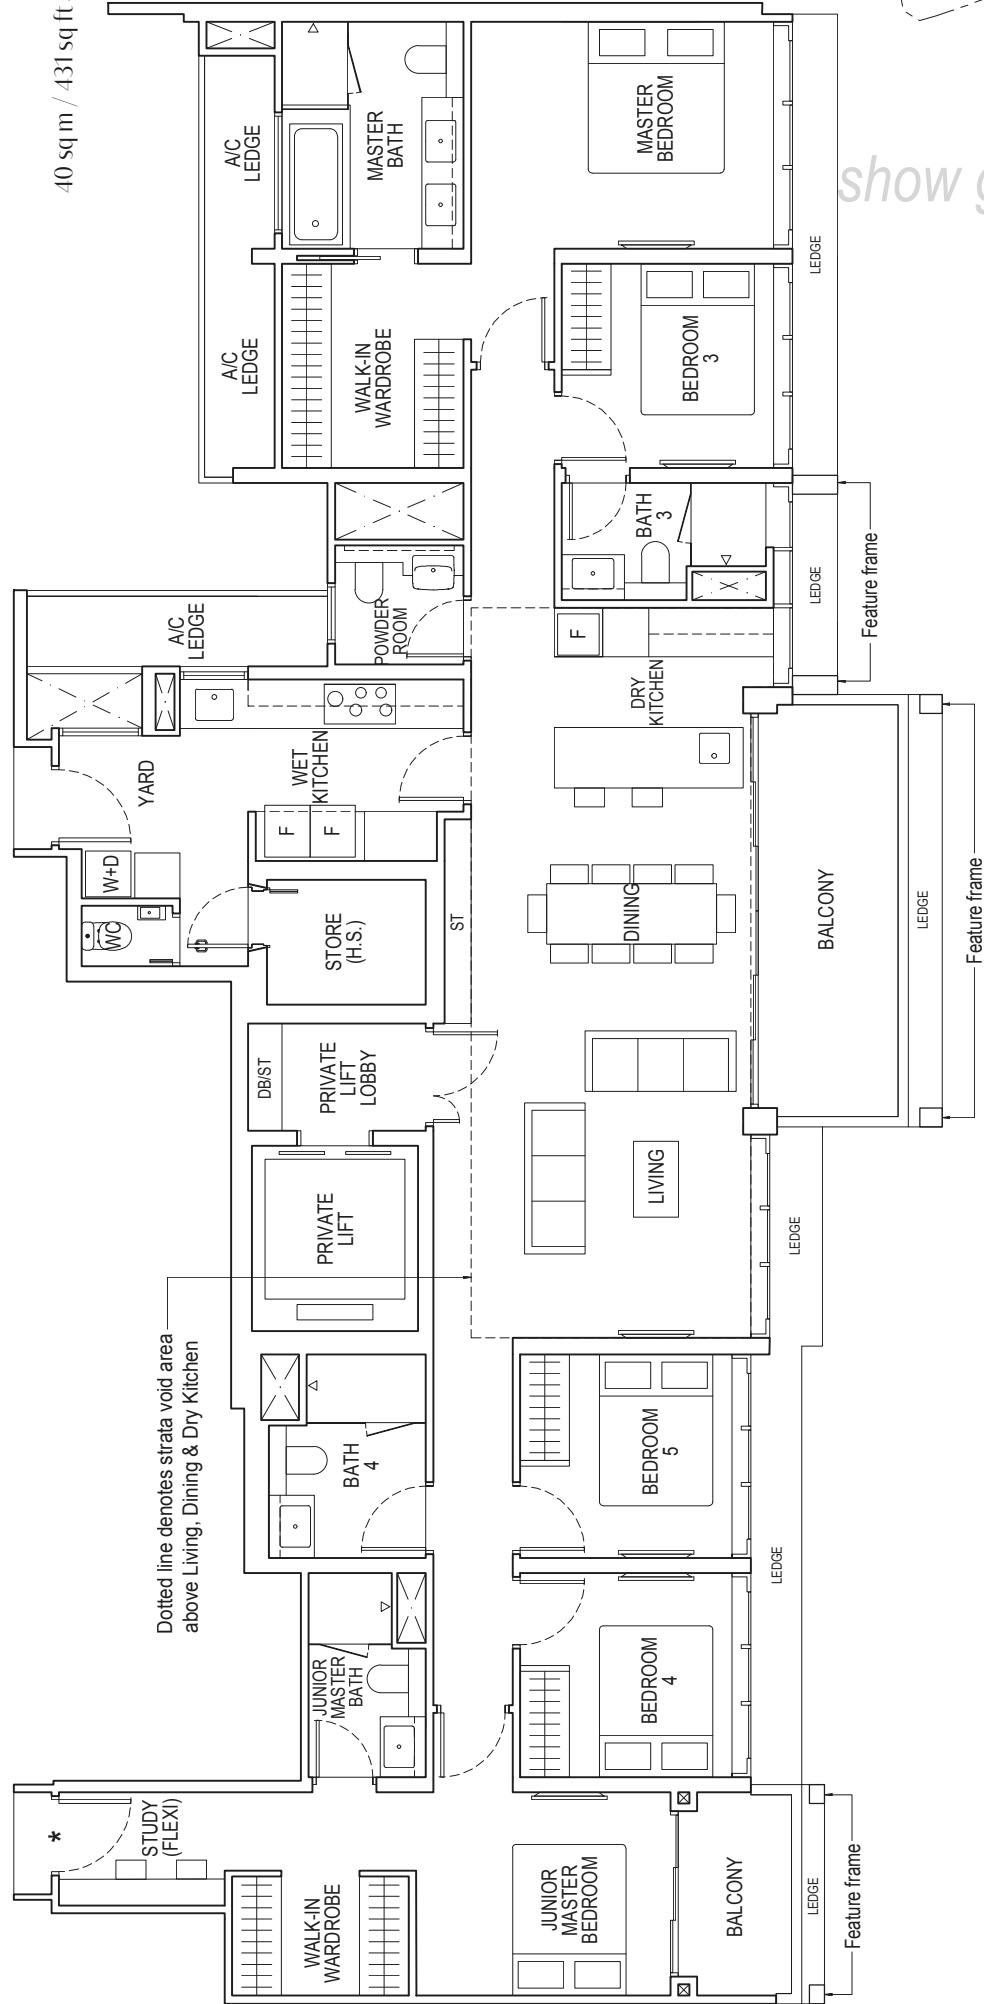 40 sq m / 431 sq ft
show g
A/C
LEDGE
MASTER
BATH
MASTER
BEDROOM
LEDGE
A/C
LEDGE
WALK-IN
WARDROBE
BEDROOM
3
BATH
3
LEDGE
Feature frame
A/C
LEDGE
POWDER
ROOM
F
DRY
KITCHEN
YARD
WET
KITCHEN
F
F
W+D
WC
STORE
(H.S.)
ST
DINING
BALCONY
LEDGE
Feature frame
DB/ST
PRIVATE
LIFT
LOBBY
PRIVATE
LIFT
LIVING
LEDGE
Dotted line denotes strata void area
above Living, Dining & Dry Kitchen
BATH
4
BEDROOM
5
LEDGE
JUNIOR
MASTER
BATH
BEDROOM
4
*
STUDY
(FLEXI)
WALK-IN
WARDROBE
JUNIOR
MASTER
BEDROOM
BALCONY
LEDGE
Feature frame